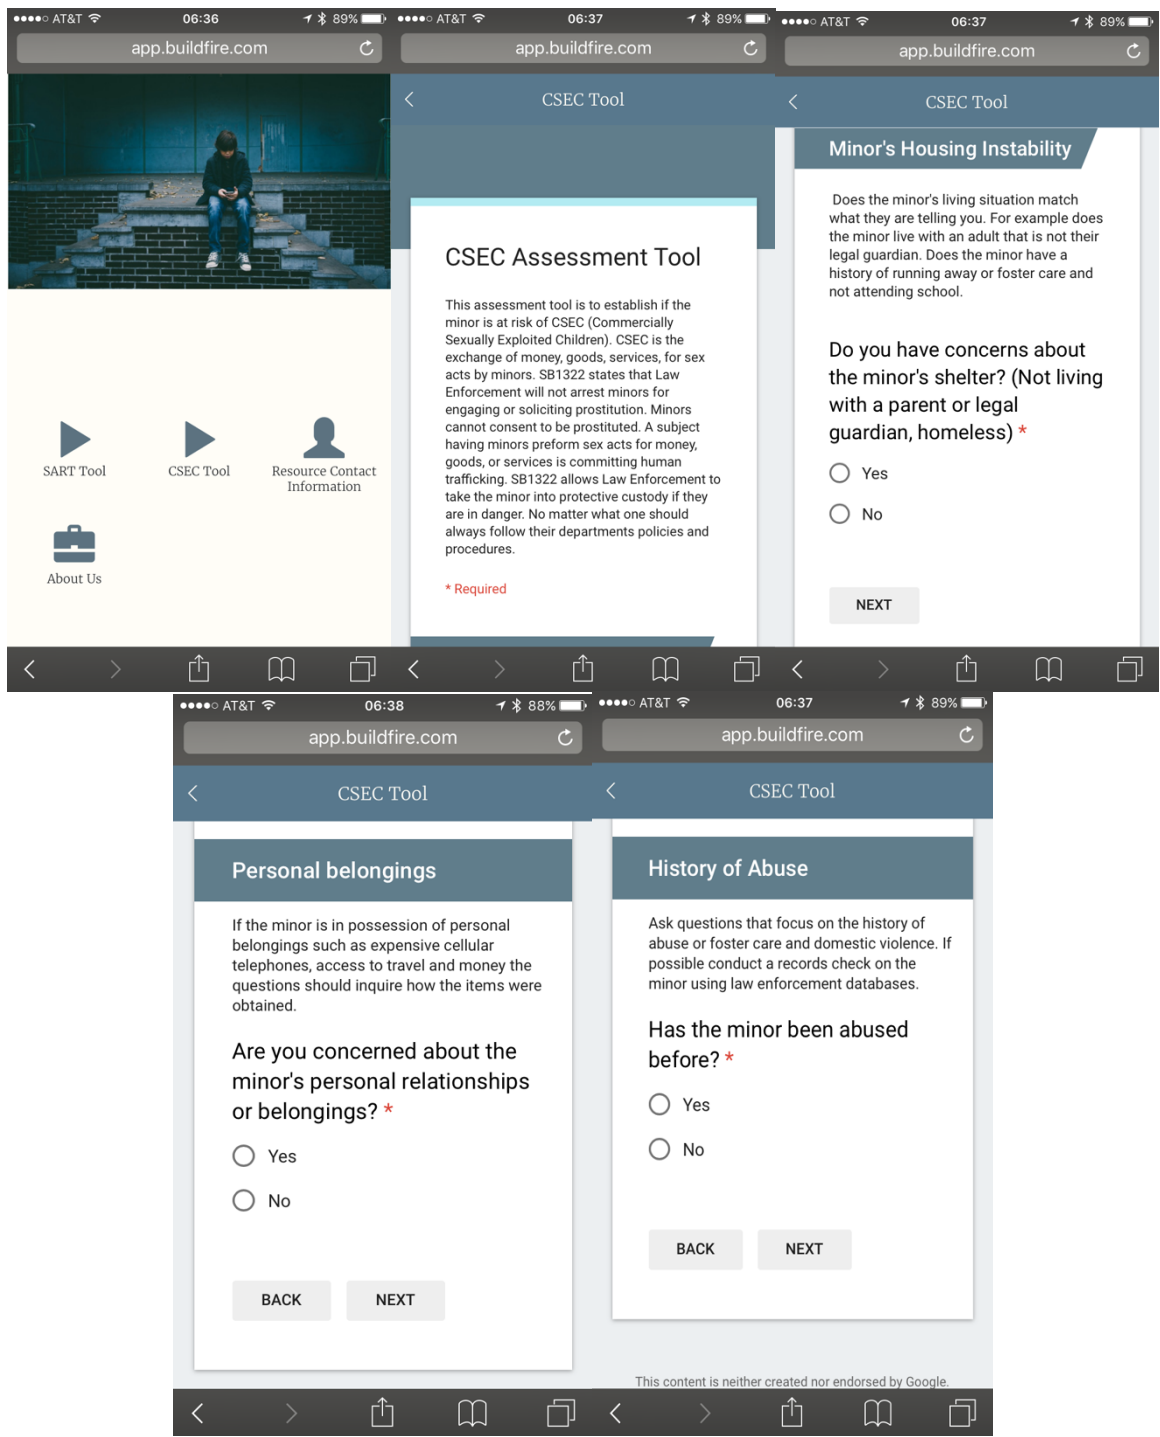 AT&T 06:36 89%
app.buildfire.com
SART Tool
CSEC Tool
Resource Contact
Information
About Us
AT&T 06:37 89%
app.buildfire.com
CSEC Tool
CSEC Assessment Tool
This assessment tool is to establish if the
minor is at risk of CSEC (Commercially
Sexually Exploited Children). CSEC is the
exchange of money, goods, services, for sex
acts by minors. SB1322 states that Law
Enforcement will not arrest minors for
engaging or soliciting prostitution. Minors
cannot consent to be prostituted. A subject
having minors preform sex acts for money,
goods, or services is committing human
trafficking. SB1322 allows Law Enforcement to
take the minor into protective custody if they
are in danger. No matter what one should
always follow their departments policies and
procedures.
* Required
AT&T 06:37 89%
app.buildfire.com
CSEC Tool
Minor's Housing Instability
Does the minor's living situation match
what they are telling you. For example does
the minor live with an adult that is not their
legal guardian. Does the minor have a
history of running away or foster care and
not attending school.
Do you have concerns about
the minor's shelter? (Not living
with a parent or legal
guardian, homeless) *
Yes
No
NEXT
AT&T 06:38 88%
app.buildfire.com
CSEC Tool
Personal belongings
If the minor is in possession of personal
belongings such as expensive cellular
telephones, access to travel and money the
questions should inquire how the items were
obtained.
Are you concerned about the
minor's personal relationships
or belongings? *
Yes
No
BACK NEXT
AT&T 06:37 89%
app.buildfire.com
CSEC Tool
History of Abuse
Ask questions that focus on the history of
abuse or foster care and domestic violence. If
possible conduct a records check on the
minor using law enforcement databases.
Has the minor been abused
before? *
Yes
No
BACK NEXT
This content is neither created nor endorsed by Google.